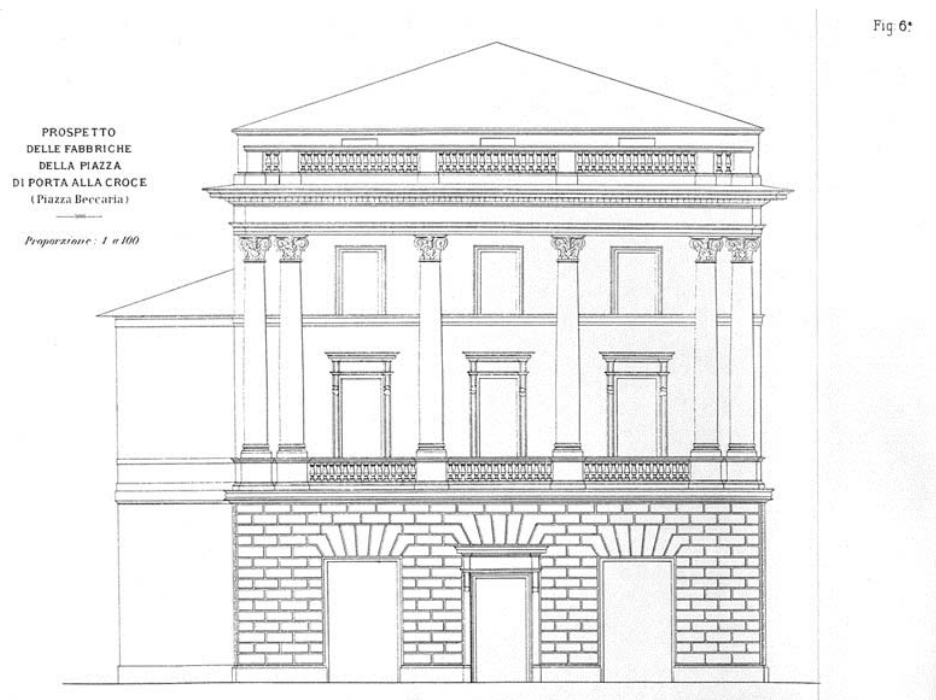 Fig. 6ª
PROSPETTO
DELLE FABBRICHE
DELLA PIAZZA
DI PORTA ALLA CROCE
(Piazza Beccaria)
Proporzione: 1 a 100